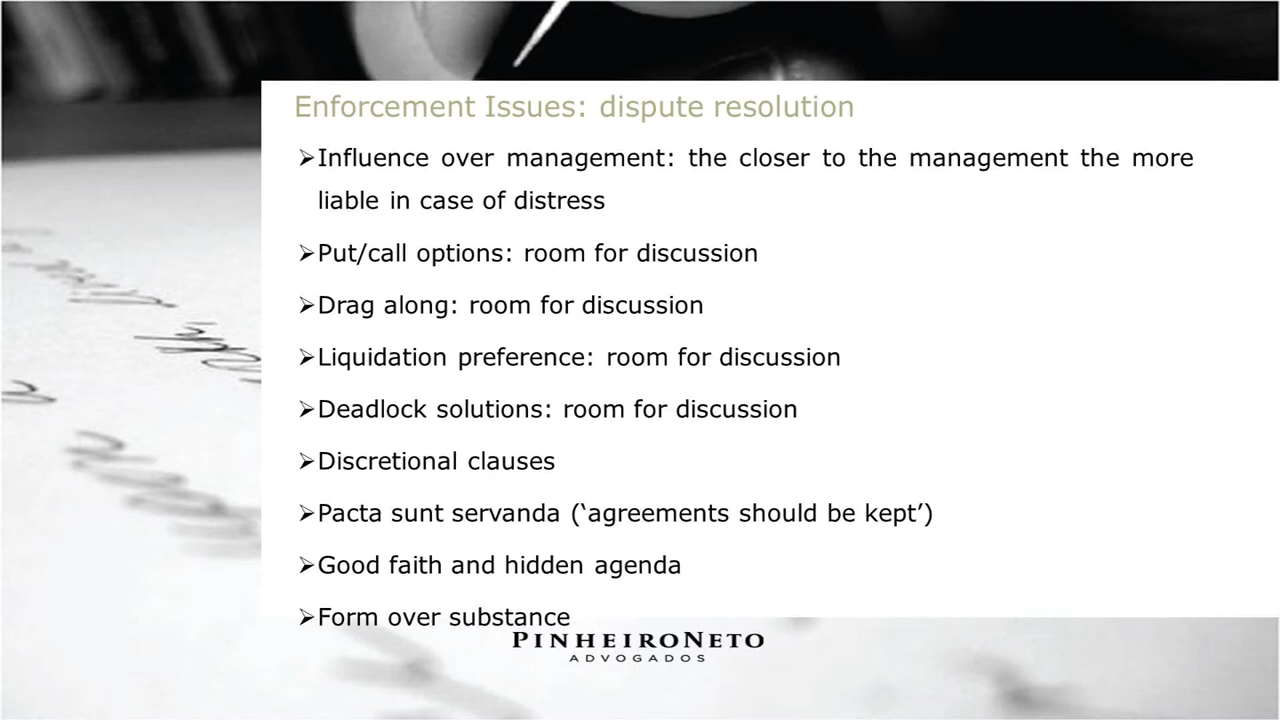 Enforcement Issues: dispute resolution
➢Influence over management: the closer to the management the more
liable in case of distress
➢Put/call options: room for discussion
➢Drag along: room for discussion
➢Liquidation preference: room for discussion
➢Deadlock solutions: room for discussion
➢Discretional clauses
➢Pacta sunt servanda (‘agreements should be kept’)
➢Good faith and hidden agenda
➢Form over substance
PINHEIRONETO
ADVOGADOS